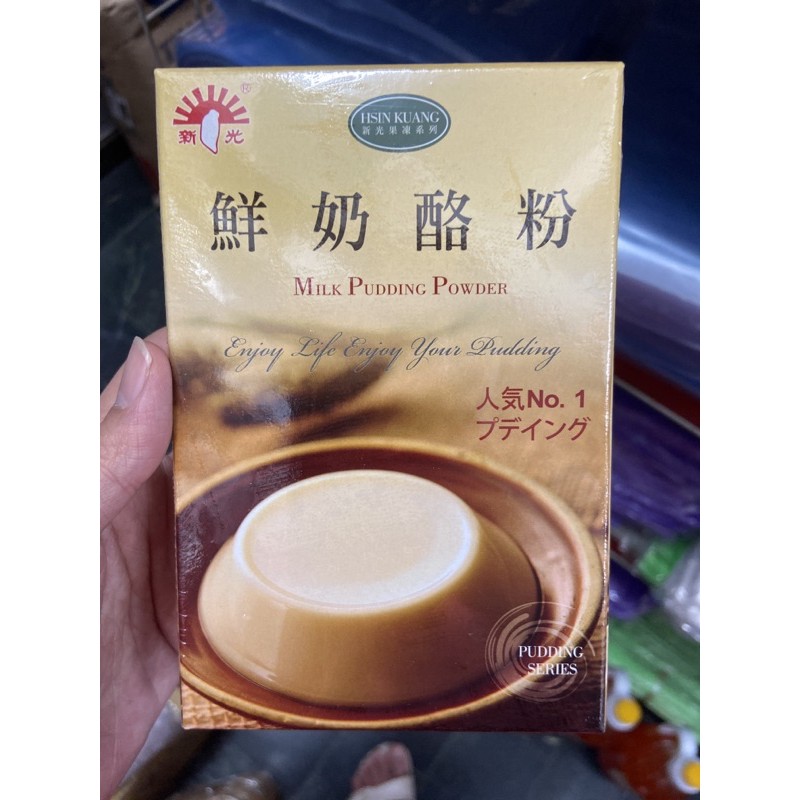 ®
新 光
HSIN KUANG
新光果凍系列
鮮奶酪粉
MILK PUDDING POWDER
Enjoy Life Enjoy Your Pudding
人気No. 1
プデイング
PUDDING
SERIES